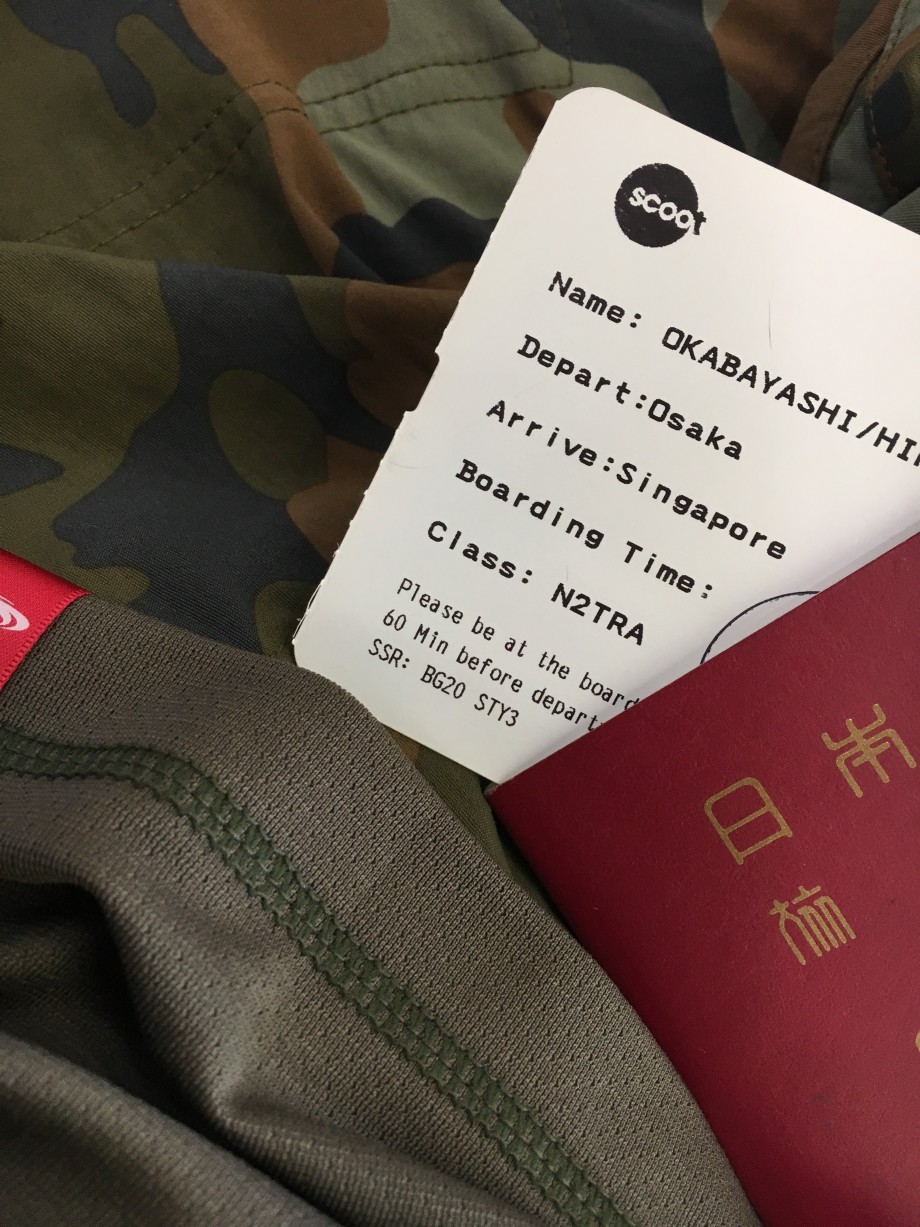 scoot
Name: OKABAYASHI/HI
Depart:Osaka
Arrive:Singapore
Boarding Time:
Class: N2TRA
Please be at the board
60 Min before depart
SSR: BG20 STY3
日本
旅